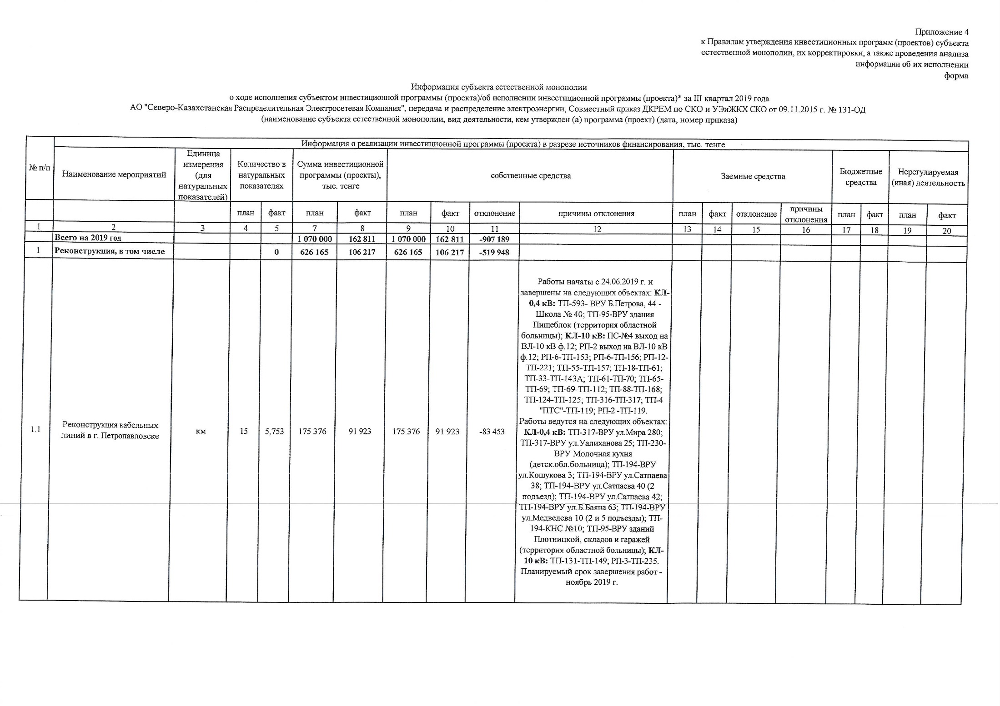 Приложение 4
к Правилам утверждения инвестиционных программ (проектов) субъекта
естественной монополии, их корректировки, а также проведения анализа
информации об их исполнении
форма
Информация субъекта естественной монополии
о ходе исполнения субъектом инвестиционной программы (проекта)/об исполнении инвестиционной программы (проекта)* за III квартал 2019 года
АО "Северо-Казахстанская Распределительная Электросетевая Компания", передача и распределение электроэнергии, Совместный приказ ДКРЕМ по СКО и УЭиЖКХ СКО от 09.11.2015 г. № 131-ОД
(наименование субъекта естественной монополии, вид деятельности, кем утвержден (а) программа (проект) (дата, номер приказа)
Информация о реализации инвестиционной программы (проекта) в разрезе источников финансирования, тыс. тенге
№ п/п
Наименование мероприятий
Единица
измерения
(для
натуральных
показателей)
Количество в
натуральных
показателях
Сумма инвестиционной
программы (проекты),
тыс. тенге
собственные средства
Заемные средства
Бюджетные
средства
Нерегулируемая
(иная) деятельность
план факт план факт план факт отклонение причины отклонения план факт отклонение причины
отклонения план факт план факт
1 2 3 4 5 7 8 9 10 11 12 13 14 15 16 17 18 19 20
Всего на 2019 год 1 070 000 162 811 1 070 000 162 811 -907 189
1 Реконструкция, в том числе 0 626 165 106 217 626 165 106 217 -519 948
1.1
Реконструкция кабельных
линий в г. Петропавловске
км 15 5,753 175 376 91 923 175 376 91 923 -83 453
Работы начаты с 24.06.2019 г. и
завершены на следующих объектах: КЛ-
0,4 кВ: ТП-593- ВРУ Б.Петрова, 44 -
Школа № 40; ТП-95-ВРУ здания
Пищеблок (территория областной
больницы); КЛ-10 кВ: ПС-№4 выход на
ВЛ-10 кВ ф.12; РП-2 выход на ВЛ-10 кВ
ф.12; РП-6-ТП-153; РП-6-ТП-156; РП-12-
ТП-221; ТП-55-ТП-157; ТП-18-ТП-61;
ТП-33-ТП-143А; ТП-61-ТП-70; ТП-65-
ТП-69; ТП-69-ТП-112; ТП-88-ТП-168;
ТП-124-ТП-125; ТП-316-ТП-317; ТП-4
"ПТС"-ТП-119; РП-2 -ТП-119.
Работы ведутся на следующих объектах:
КЛ-0,4 кВ: ТП-317-ВРУ ул.Мира 280;
ТП-317-ВРУ ул.Уалиханова 25; ТП-230-
ВРУ Молочная кухня
(детск.обл.больница); ТП-194-ВРУ
ул.Кошукова 3; ТП-194-ВРУ ул.Сатпаева
38; ТП-194-ВРУ ул.Сатпаева 40 (2
подъезд); ТП-194-ВРУ ул.Сатпаева 42;
ТП-194-ВРУ ул.Б.Баяна 63; ТП-194-ВРУ
ул.Медведева 10 (2 и 5 подъезды); ТП-
194-КНС №10; ТП-95-ВРУ зданий
Плотницкой, складов и гаражей
(территория областной больницы); КЛ-
10 кВ: ТП-131-ТП-149; РП-3-ТП-235.
Планируемый срок завершения работ -
ноябрь 2019 г.